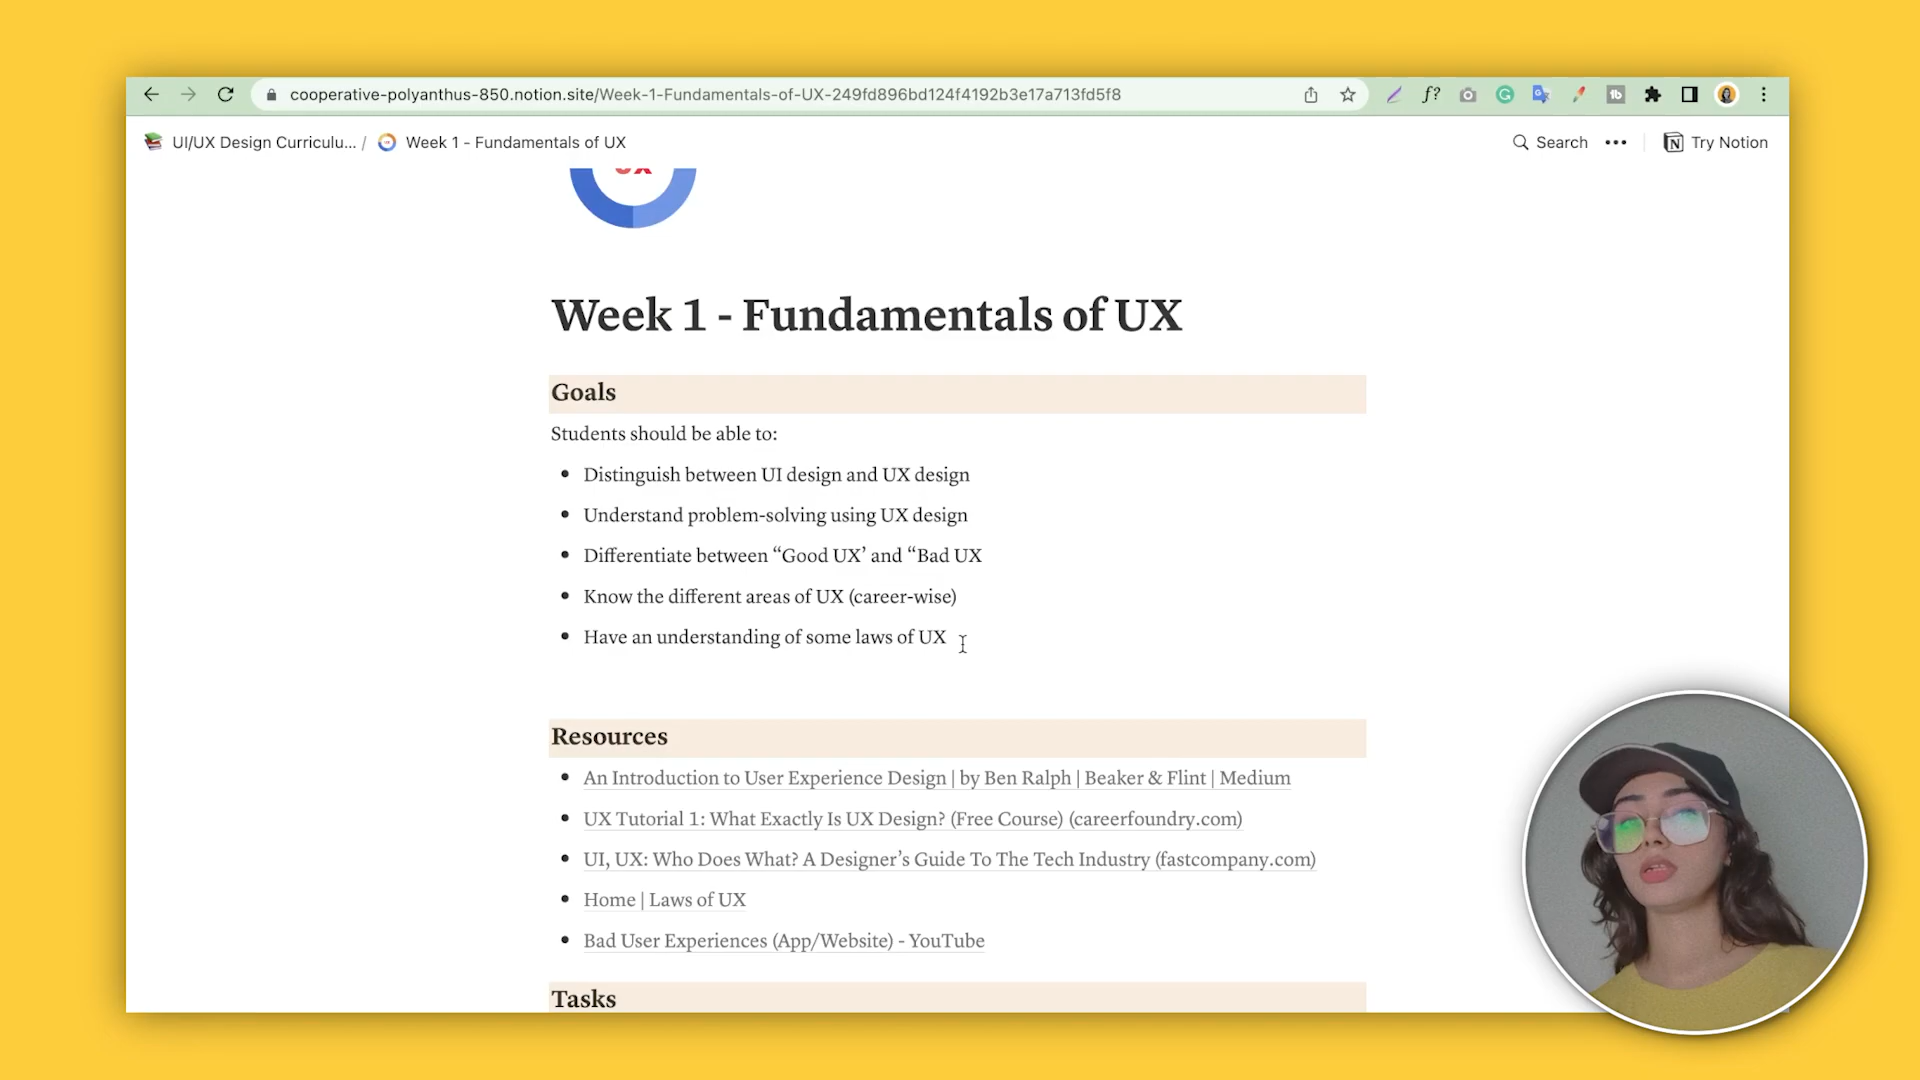 cooperative-polyanthus-850.notion.site/Week-1-Fundamentals-of-UX-249fd896bd124f4192b3e17a713fd5f8
f?
UI/UX Design Curriculu... / Week 1 - Fundamentals of UX
Search
Try Notion
Week 1 - Fundamentals of UX
Goals
Students should be able to:
• Distinguish between UI design and UX design
• Understand problem-solving using UX design
• Differentiate between “Good UX’ and “Bad UX
• Know the different areas of UX (career-wise)
• Have an understanding of some laws of UX
Resources
• An Introduction to User Experience Design | by Ben Ralph | Beaker & Flint | Medium
• UX Tutorial 1: What Exactly Is UX Design? (Free Course) (careerfoundry.com)
• UI, UX: Who Does What? A Designer’s Guide To The Tech Industry (fastcompany.com)
• Home | Laws of UX
• Bad User Experiences (App/Website) - YouTube
Tasks